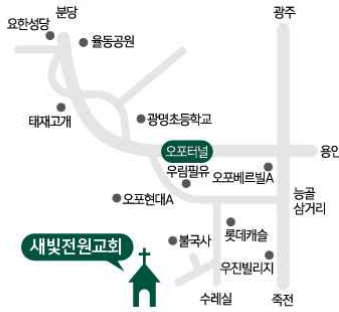 분당
광주
요한성당
율동공원
태재고개
광명초등학교
오포터널
용인
우림필유
오포베르빌A
오포현대A
능골
삼거리
롯데캐슬
불국사
새빛전원교회
우진빌리지
수레실
죽전